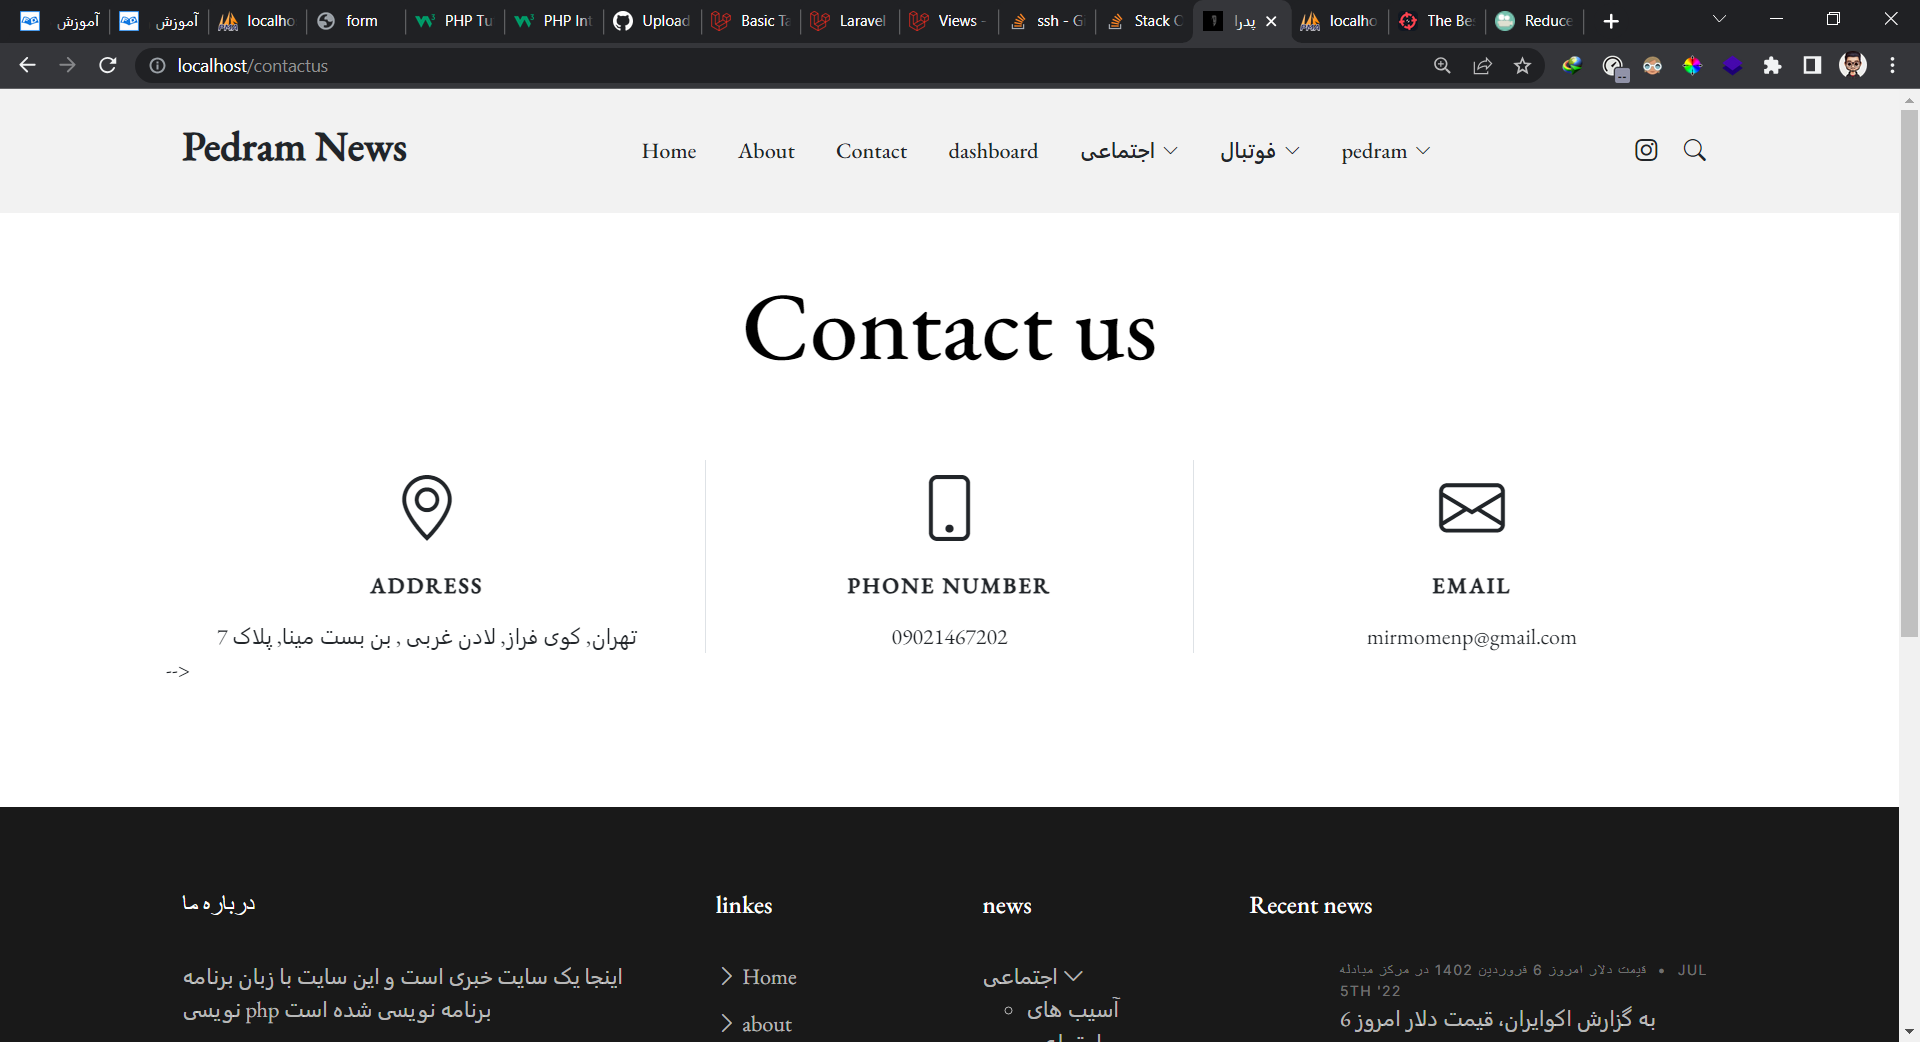 آموزش
آموزش
localho
form
PHP Tu
PHP Int
Upload
Basic Ta
Laravel
Views -
ssh - Gi
Stack O
پدرا
localho
The Be
Reduce
localhost/contactus
Pedram News
Home
About
Contact
dashboard
اجتماعی
فوتبال
pedram
Contact us
ADDRESS
تهران, کوی فراز, لادن غربی , بن بست مینا, پلاک 7
-->
PHONE NUMBER
09021467202
EMAIL
mirmomenp@gmail.com
درباره ما
اینجا یک سایت خبری است و این سایت با زبان برنامه
نویسی php برنامه نویسی شده است
linkes
Home
about
news
اجتماعی
آسیب های
Recent news
قیمت دلار امروز 6 فروردین 1402 در مرکز مبادله • JUL
5TH '22
به گزارش اکوایران، قیمت دلار امروز 6